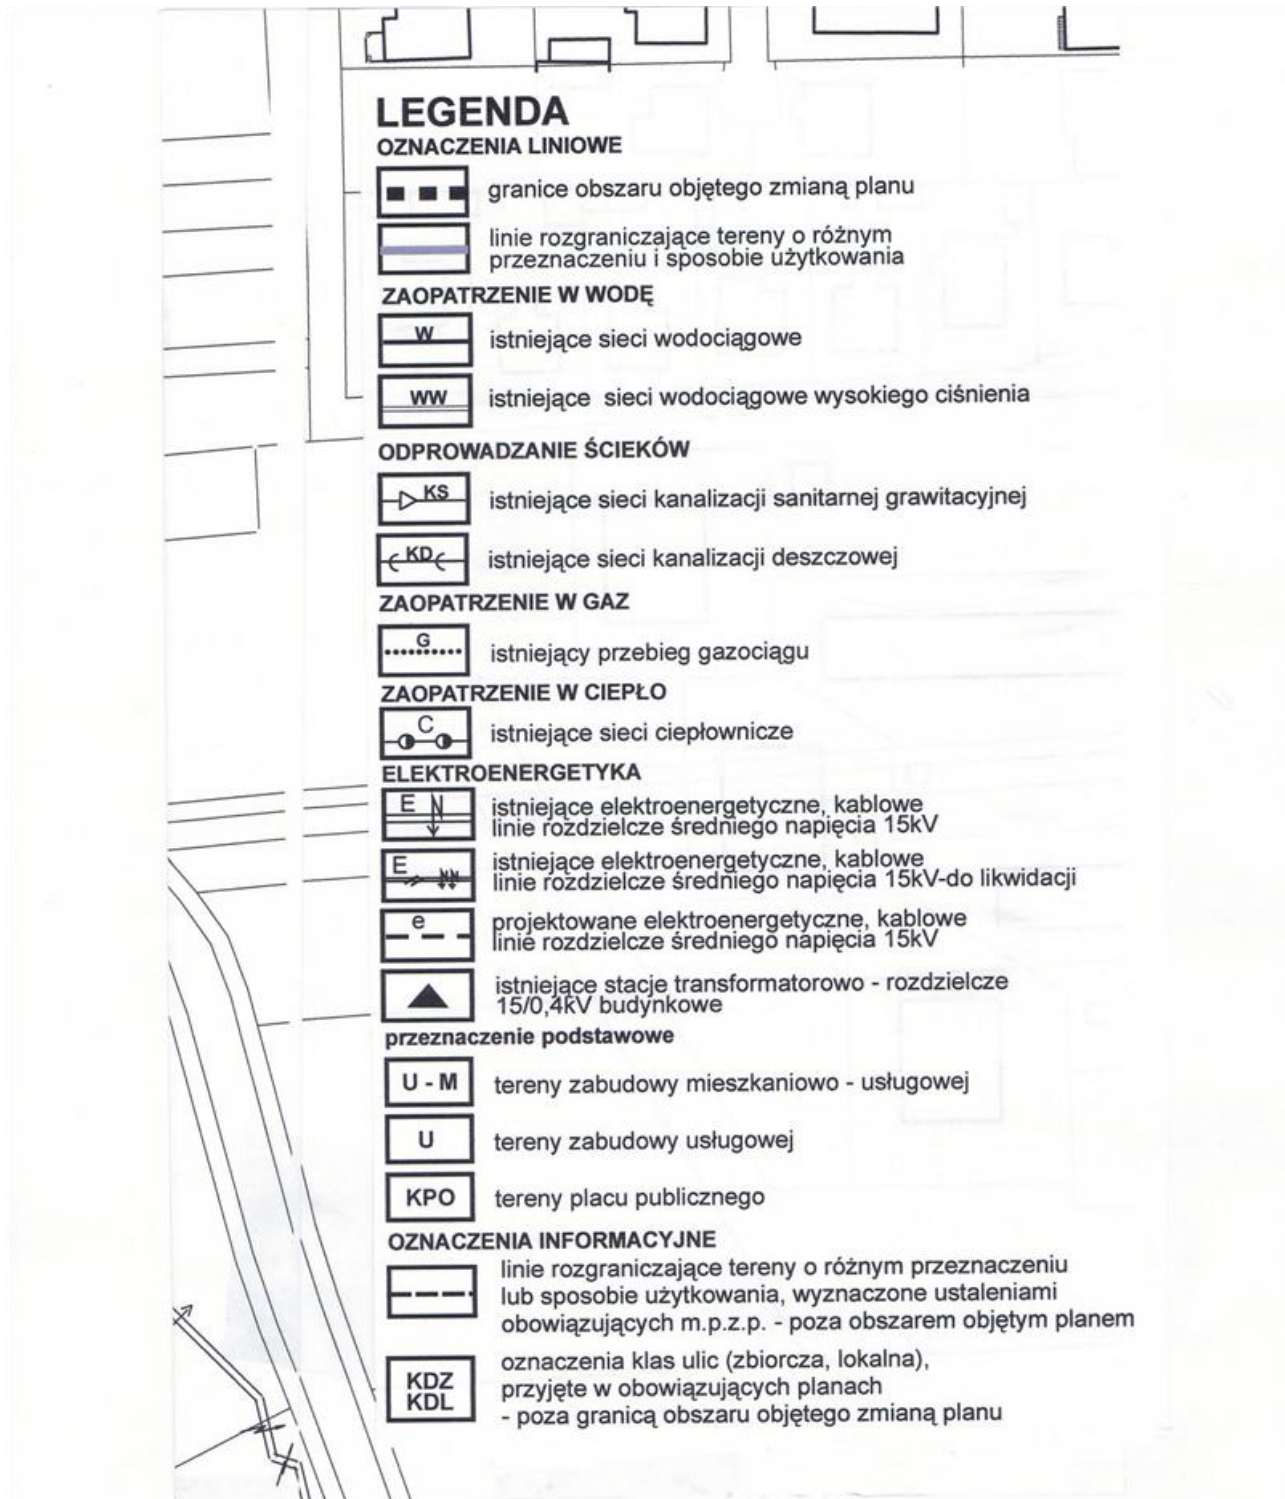 LEGENDA
OZNACZENIA LINIOWE
granice obszaru objętego zmianą planu
linie rozgraniczające tereny o różnym
przeznaczeniu i sposobie użytkowania
ZAOPATRZENIE W WODĘ
W
istniejące sieci wodociągowe
WW
istniejące sieci wodociągowe wysokiego ciśnienia
ODPROWADZANIE ŚCIEKÓW
KS
istniejące sieci kanalizacji sanitarnej grawitacyjnej
KD
istniejące sieci kanalizacji deszczowej
ZAOPATRZENIE W GAZ
G
istniejący przebieg gazociągu
ZAOPATRZENIE W CIEPŁO
C
istniejące sieci ciepłownicze
ELEKTROENERGETYKA
E
istniejące elektroenergetyczne, kablowe
linie rozdzielcze średniego napięcia 15kV
E
istniejące elektroenergetyczne, kablowe
linie rozdzielcze średniego napięcia 15kV-do likwidacji
e
projektowane elektroenergetyczne, kablowe
linie rozdzielcze średniego napięcia 15kV
istniejące stacje transformatorowo - rozdzielcze
15/0,4kV budynkowe
przeznaczenie podstawowe
U - M
tereny zabudowy mieszkaniowo - usługowej
U
tereny zabudowy usługowej
KPO
tereny placu publicznego
OZNACZENIA INFORMACYJNE
linie rozgraniczające tereny o różnym przeznaczeniu
lub sposobie użytkowania, wyznaczone ustaleniami
obowiązujących m.p.z.p. - poza obszarem objętym planem
KDZ
KDL
oznaczenia klas ulic (zbiorcza, lokalna),
przyjęte w obowiązujących planach
- poza granicą obszaru objętego zmianą planu